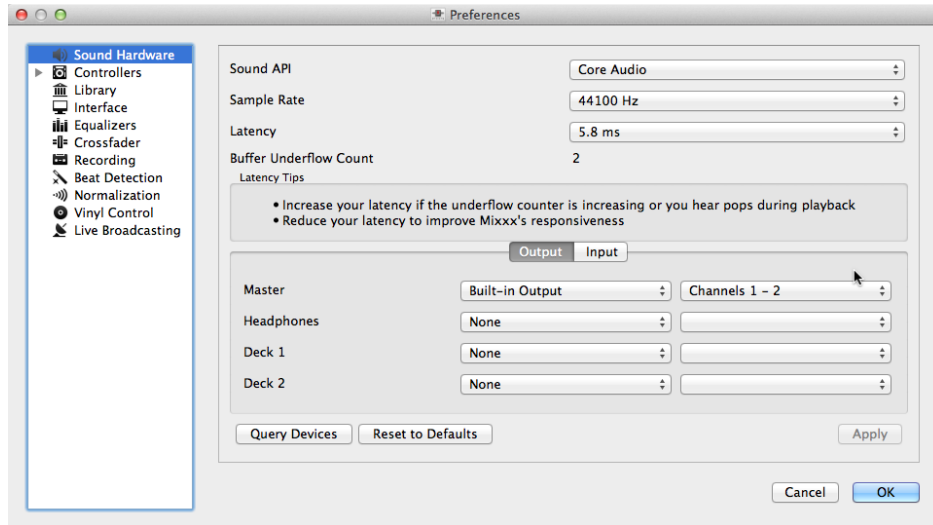 Preferences
Sound Hardware
Controllers
Library
Interface
Equalizers
Crossfader
Recording
Beat Detection
Normalization
Vinyl Control
Live Broadcasting
Sound API Core Audio
Sample Rate 44100 Hz
Latency 5.8 ms
Buffer Underflow Count 2
Latency Tips
• Increase your latency if the underflow counter is increasing or you hear pops during playback
• Reduce your latency to improve Mixxx's responsiveness
Output Input
Master Built-in Output Channels 1 - 2
Headphones None
Deck 1 None
Deck 2 None
Query Devices Reset to Defaults Apply
Cancel OK